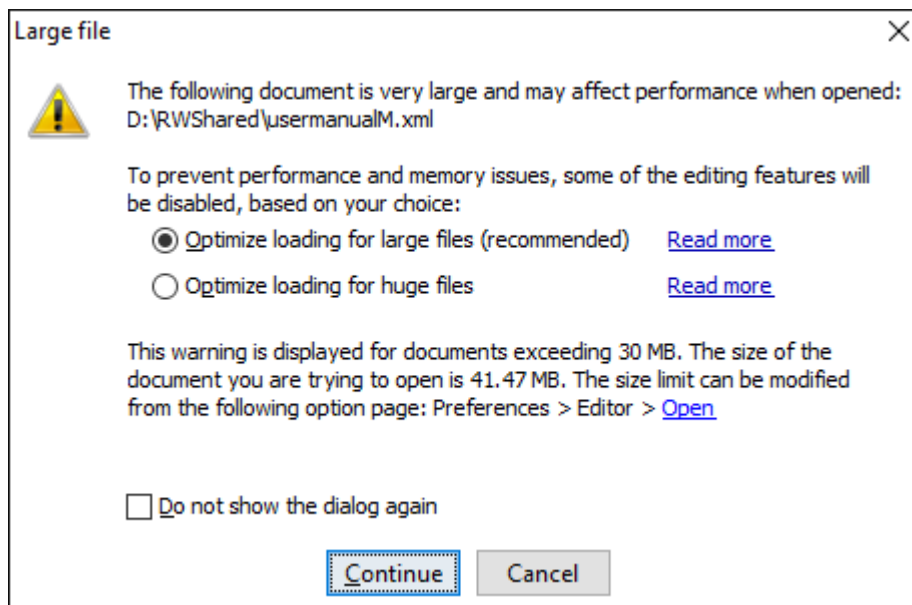 Large file
The following document is very large and may affect performance when opened:
D:\RWShared\usermanualM.xml
To prevent performance and memory issues, some of the editing features will
be disabled, based on your choice:
Optimize loading for large files (recommended) Read more
Optimize loading for huge files Read more
This warning is displayed for documents exceeding 30 MB. The size of the
document you are trying to open is 41.47 MB. The size limit can be modified
from the following option page: Preferences > Editor > Open
Do not show the dialog again
Continue Cancel